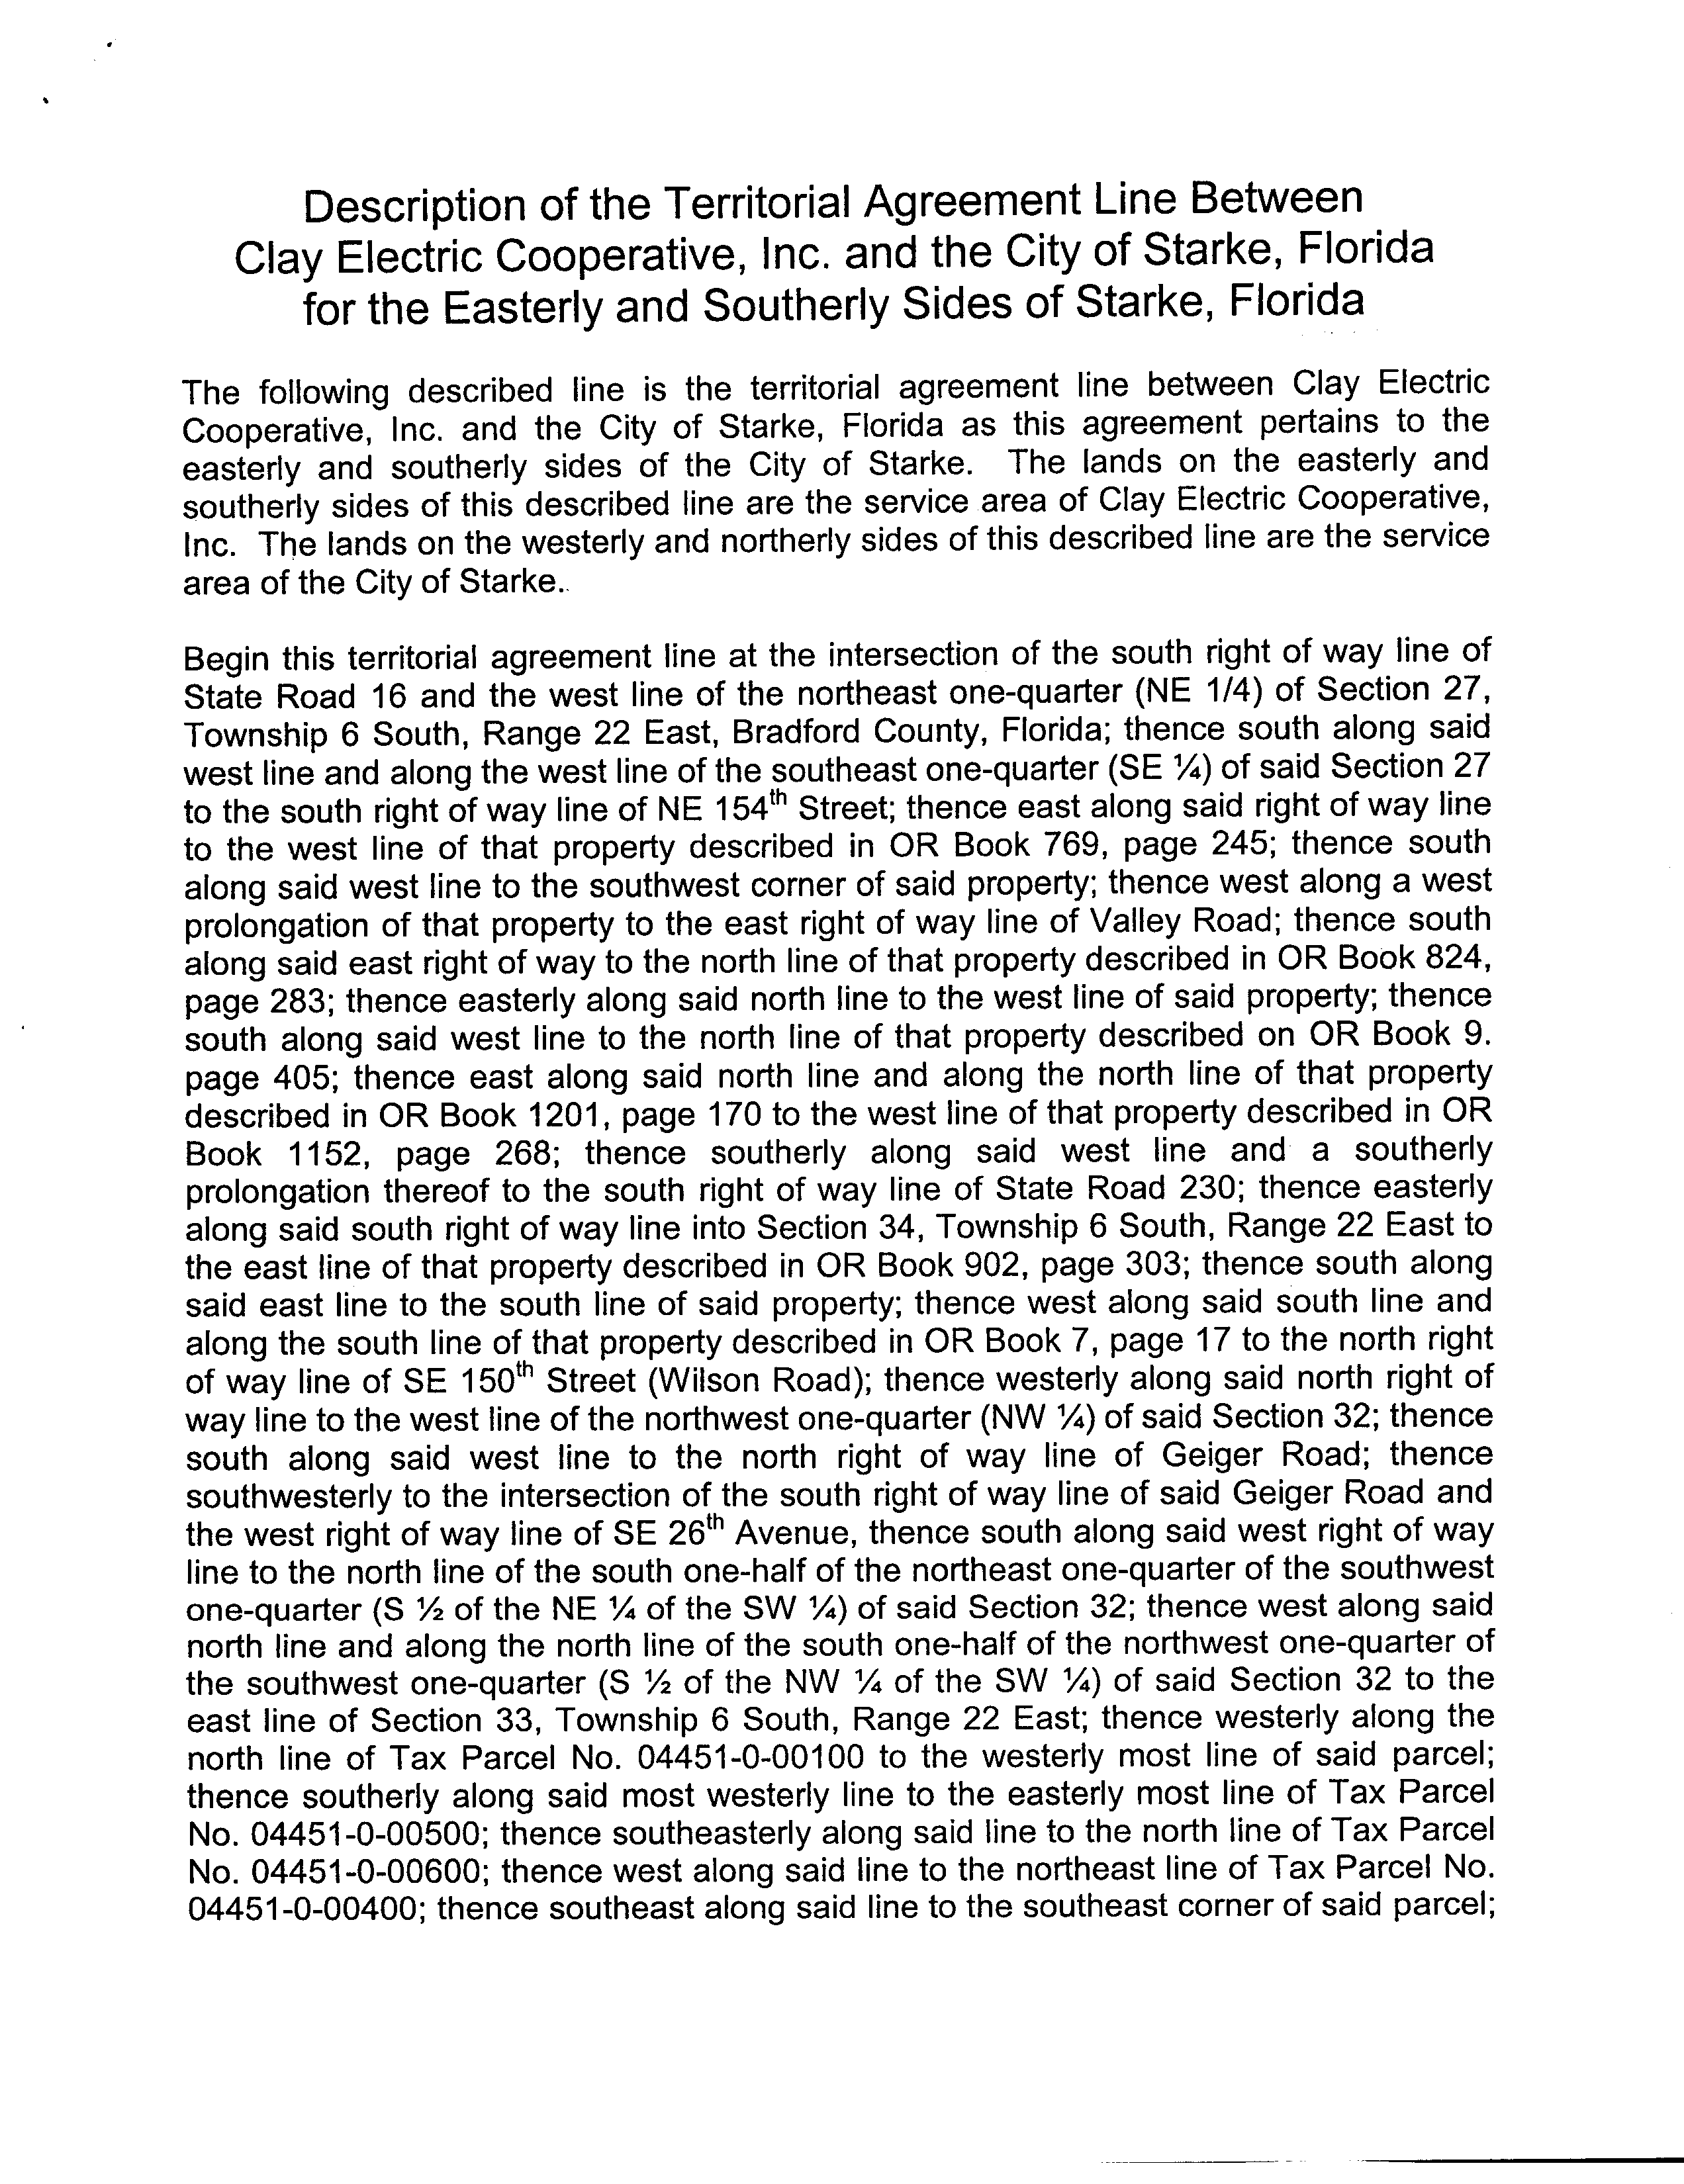 Description of the Territorial Agreement Line Between
Clay Electric Cooperative, Inc. and the City of Starke, Florida
for the Easterly and Southerly Sides of Starke, Florida
The following described line is the territorial agreement line between Clay Electric
Cooperative, Inc. and the City of Starke, Florida as this agreement pertains to the
easterly and southerly sides of the City of Starke. The lands on the easterly and
southerly sides of this described line are the service area of Clay Electric Cooperative,
Inc. The lands on the westerly and northerly sides of this described line are the service
area of the City of Starke..
Begin this territorial agreement line at the intersection of the south right of way line of
State Road 16 and the west line of the northeast one-quarter (NE 1/4) of Section 27,
Township 6 South, Range 22 East, Bradford County, Florida; thence south along said
west line and along the west line of the southeast one-quarter (SE ¼) of said Section 27
to the south right of way line of NE 154th Street; thence east along said right of way line
to the west line of that property described in OR Book 769, page 245; thence south
along said west line to the southwest corner of said property; thence west along a west
prolongation of that property to the east right of way line of Valley Road; thence south
along said east right of way to the north line of that property described in OR Book 824,
page 283; thence easterly along said north line to the west line of said property; thence
south along said west line to the north line of that property described on OR Book 9.
page 405; thence east along said north line and along the north line of that property
described in OR Book 1201, page 170 to the west line of that property described in OR
Book 1152, page 268; thence southerly along said west line and a southerly
prolongation thereof to the south right of way line of State Road 230; thence easterly
along said south right of way line into Section 34, Township 6 South, Range 22 East to
the east line of that property described in OR Book 902, page 303; thence south along
said east line to the south line of said property; thence west along said south line and
along the south line of that property described in OR Book 7, page 17 to the north right
of way line of SE 150th Street (Wilson Road); thence westerly along said north right of
way line to the west line of the northwest one-quarter (NW ¼) of said Section 32; thence
south along said west line to the north right of way line of Geiger Road; thence
southwesterly to the intersection of the south right of way line of said Geiger Road and
the west right of way line of SE 26th Avenue, thence south along said west right of way
line to the north line of the south one-half of the northeast one-quarter of the southwest
one-quarter (S ½ of the NE ¼ of the SW ¼) of said Section 32; thence west along said
north line and along the north line of the south one-half of the northwest one-quarter of
the southwest one-quarter (S ½ of the NW ¼ of the SW ¼) of said Section 32 to the
east line of Section 33, Township 6 South, Range 22 East; thence westerly along the
north line of Tax Parcel No. 04451-0-00100 to the westerly most line of said parcel;
thence southerly along said most westerly line to the easterly most line of Tax Parcel
No. 04451-0-00500; thence southeasterly along said line to the north line of Tax Parcel
No. 04451-0-00600; thence west along said line to the northeast line of Tax Parcel No.
04451-0-00400; thence southeast along said line to the southeast corner of said parcel;